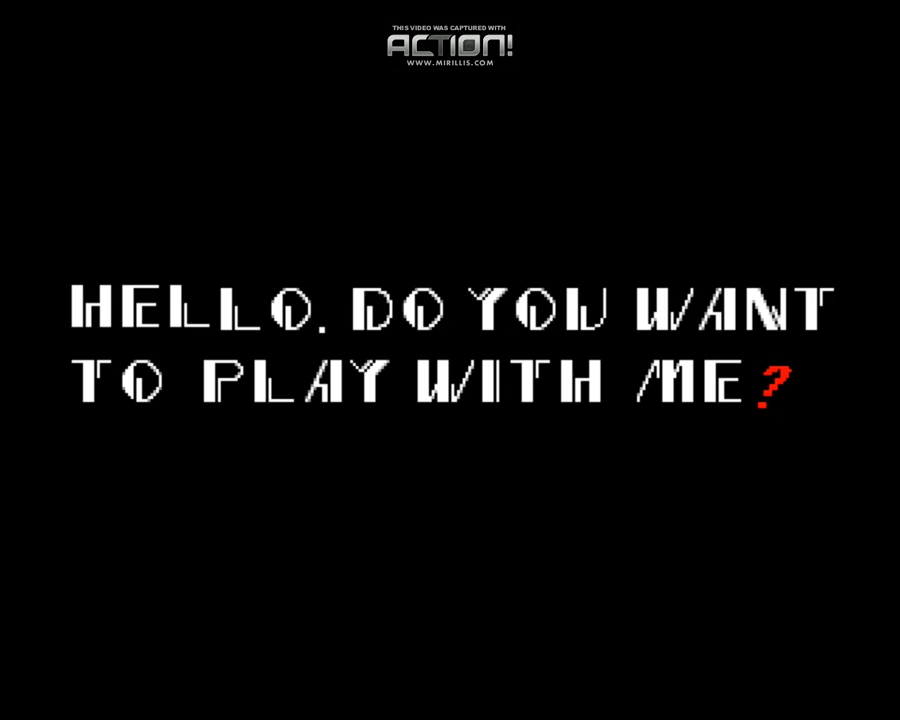 THIS VIDEO WAS CAPTURED WITH
ACTION!
WWW.MIRILLIS.COM
HELLO. DO YOU WANT
TO PLAY WITH ME?